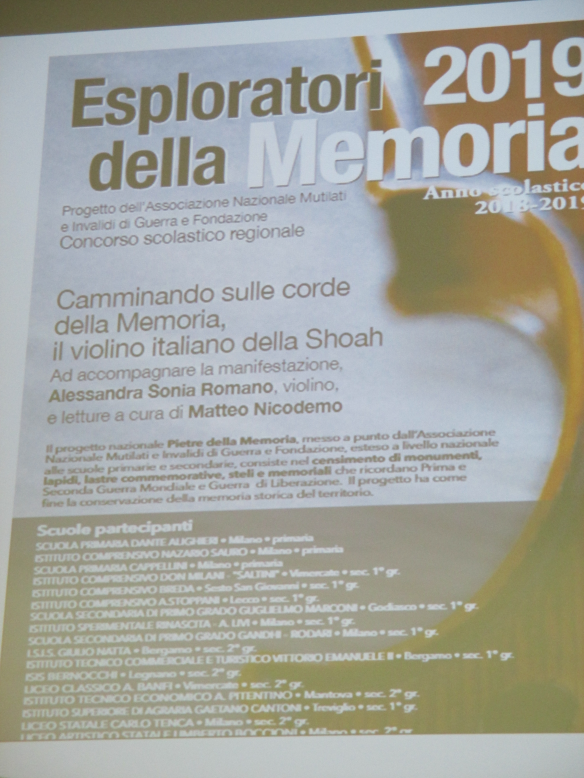 Esploratori 2019
della Memoria
Anno scolastico
2018-2019
Progetto dell'Associazione Nazionale Mutilati
e Invalidi di Guerra e Fondazione
Concorso scolastico regionale
Camminando sulle corde
della Memoria,
il violino italiano della Shoah
Ad accompagnare la manifestazione,
Alessandra Sonia Romano, violino,
e letture a cura di Matteo Nicodemo
Il progetto nazionale Pietre della Memoria, messo a punto dall'Associazione
Nazionale Mutilati e Invalidi di Guerra e Fondazione, esteso a livello nazionale
alle scuole primarie e secondarie, consiste nel censimento di monumenti,
lapidi, lastre commemorative, steli e memoriali che ricordano Prima e
Seconda Guerra Mondiale e Guerra di Liberazione. Il progetto ha come
fine la conservazione della memoria storica del territorio.
Scuole partecipanti
SCUOLA PRIMARIA DANTE ALIGHIERI • Milano • primaria
ISTITUTO COMPRENSIVO NAZARIO SAURO • Milano • primaria
SCUOLA PRIMARIA CAPPELLINI • Milano • primaria
ISTITUTO COMPRENSIVO DON MILANI - "SALTINI" • Vimercate • sec. 1° gr.
ISTITUTO COMPRENSIVO BREDA • Sesto San Giovanni • sec. 1° gr.
ISTITUTO COMPRENSIVO A.STOPPANI • Lecco • sec. 1° gr.
SCUOLA SECONDARIA DI PRIMO GRADO GUGLIELMO MARCONI • Godiasco • sec. 1° gr.
ISTITUTO SPERIMENTALE RINASCITA - A. LIVI • Milano • sec. 1° gr.
SCUOLA SECONDARIA DI PRIMO GRADO GANDHI - RODARI • Milano • sec. 1° gr.
I.S.I.S. GIULIO NATTA • Bergamo • sec. 2° gr.
ISTITUTO TECNICO COMMERCIALE E TURISTICO VITTORIO EMANUELE II • Bergamo • sec. 1° gr.
ISIS BERNOCCHI • Legnano • sec. 2° gr.
LICEO CLASSICO A. BANFI • Vimercate • sec. 2° gr.
ISTITUTO TECNICO ECONOMICO A. PITENTINO • Mantova • sec. 2° gr.
ISTITUTO SUPERIORE DI AGRARIA GAETANO CANTONI • Treviglio • sec. 1° gr.
LICEO STATALE CARLO TENCA • Milano • sec. 2° gr.
LICEO ARTISTICO STATALE UMBERTO BOCCIONI • Milano • sec. 2° gr.